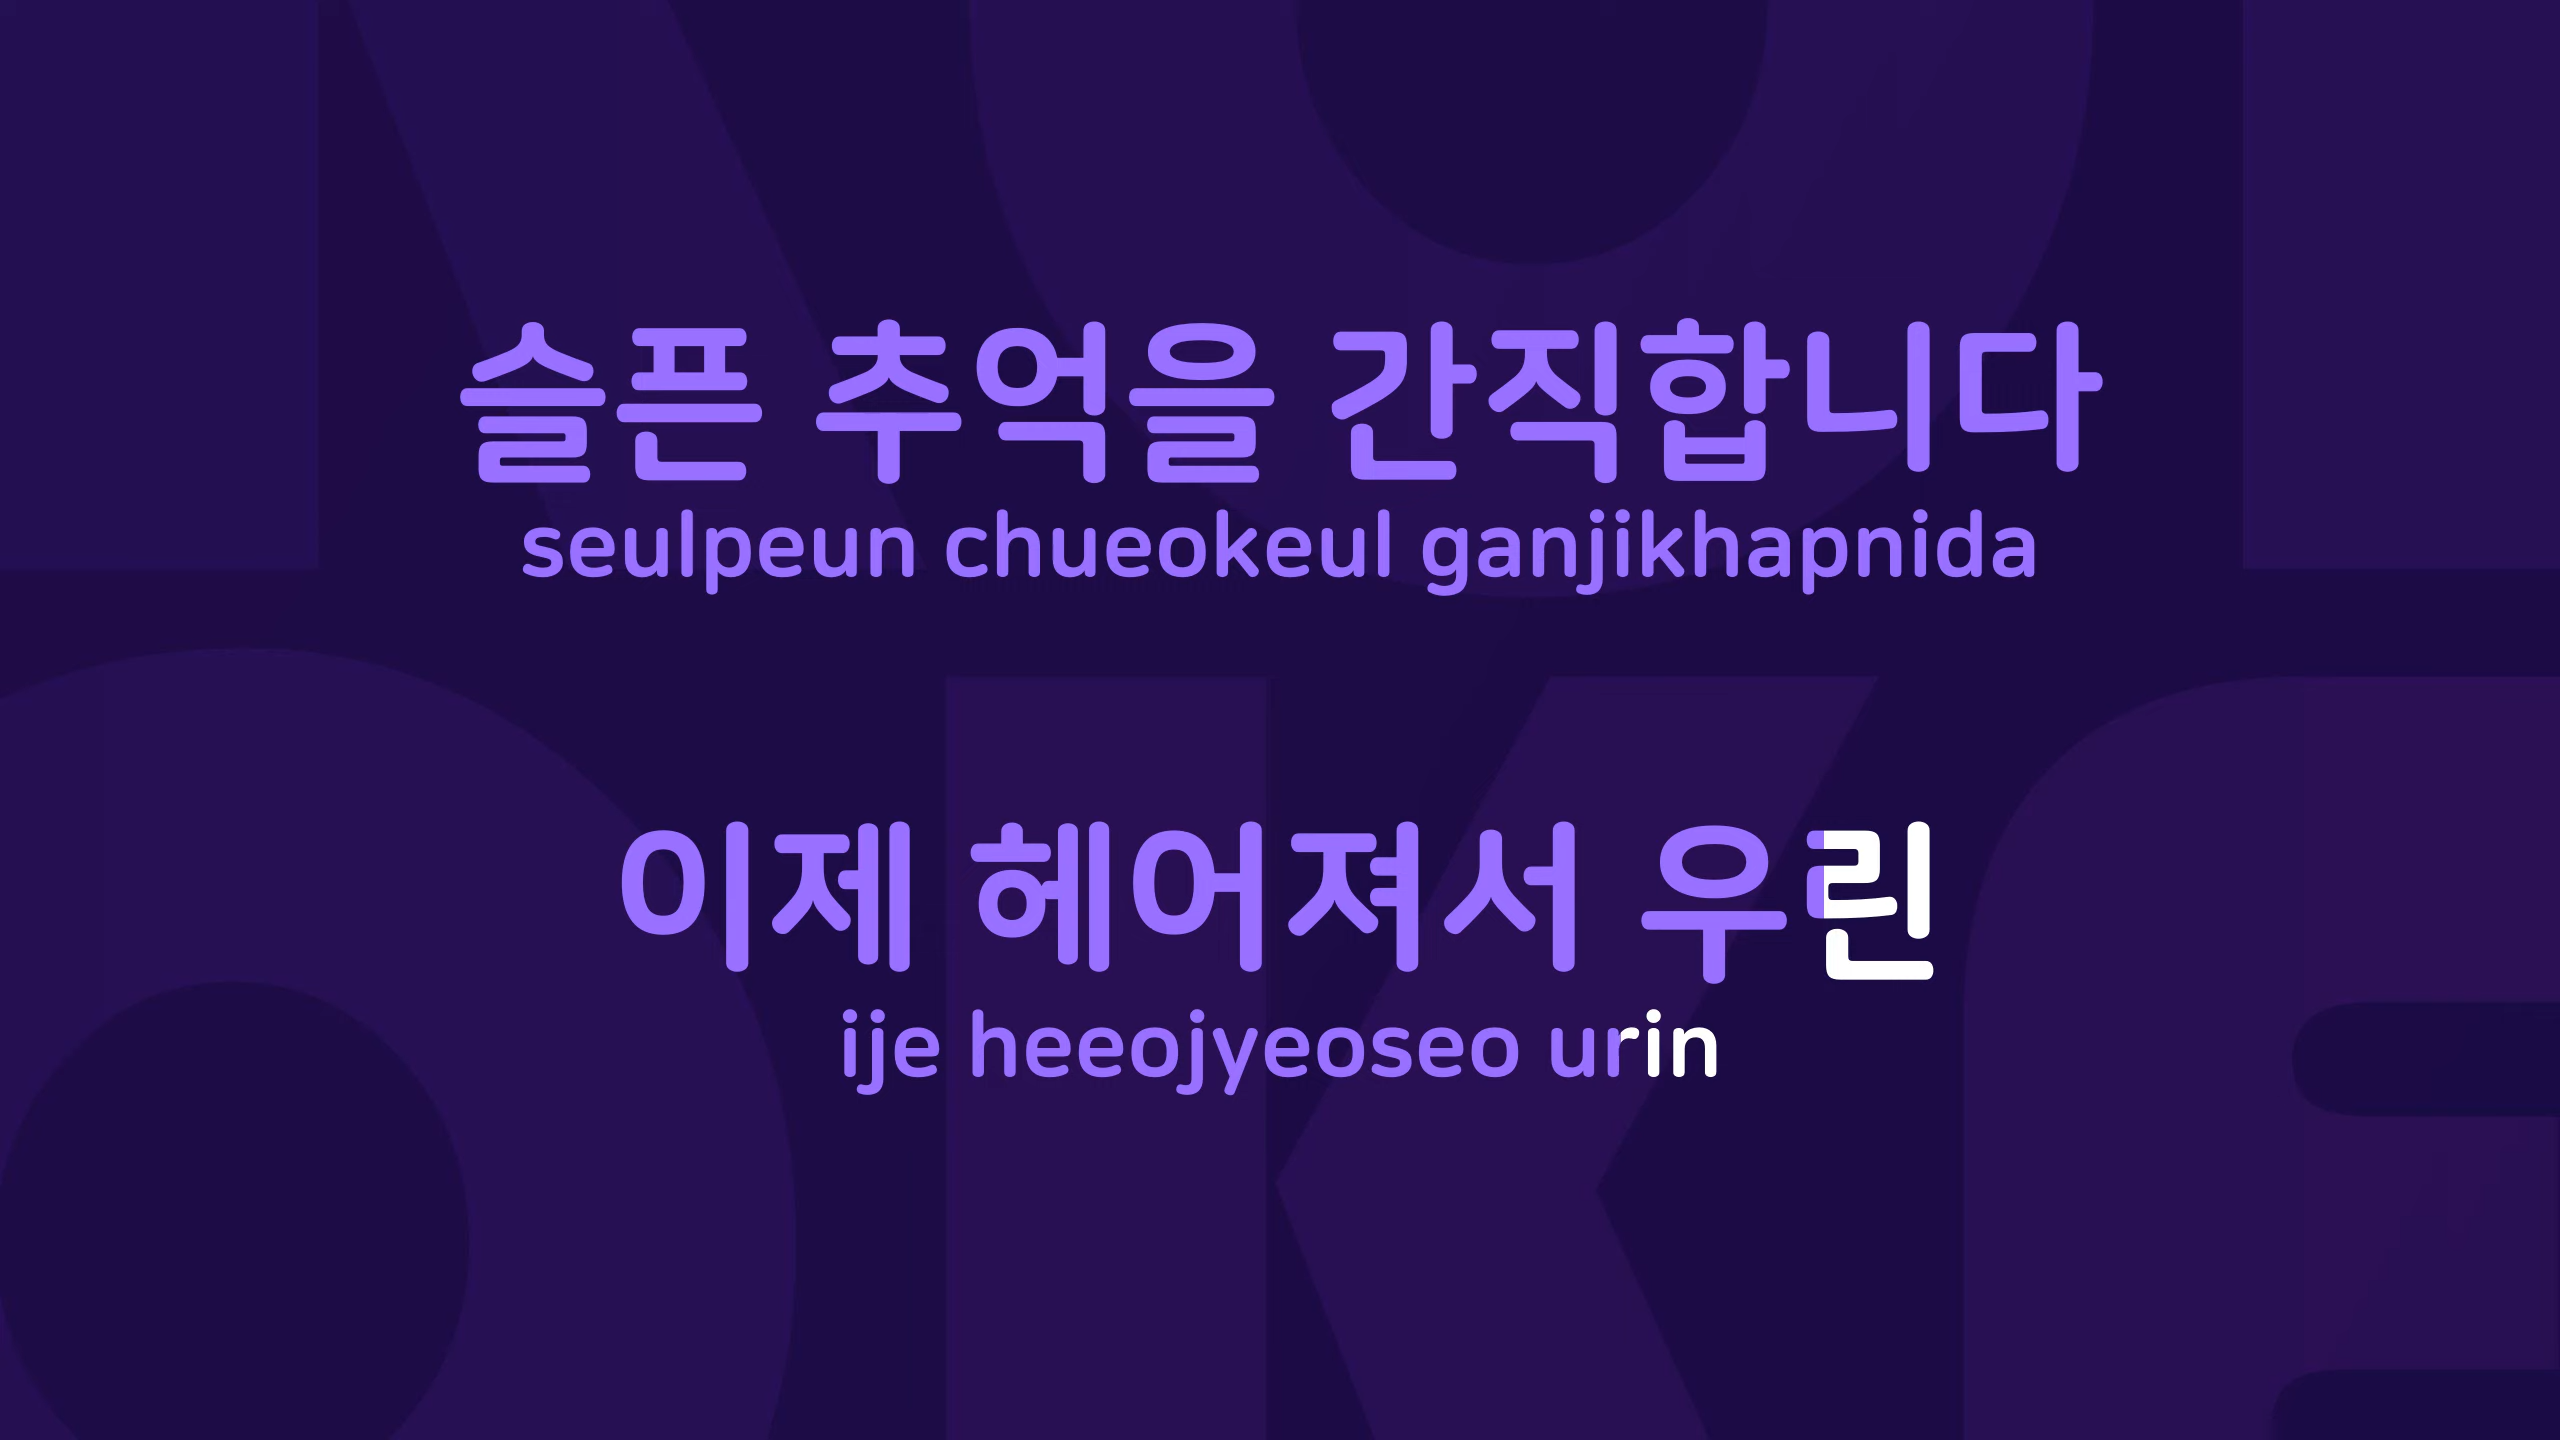 슬픈 추억을 간직합니다
seulpeun chueokeul ganjikhapnida
이제 헤어져서 우린
ije heeojyeoseo urin